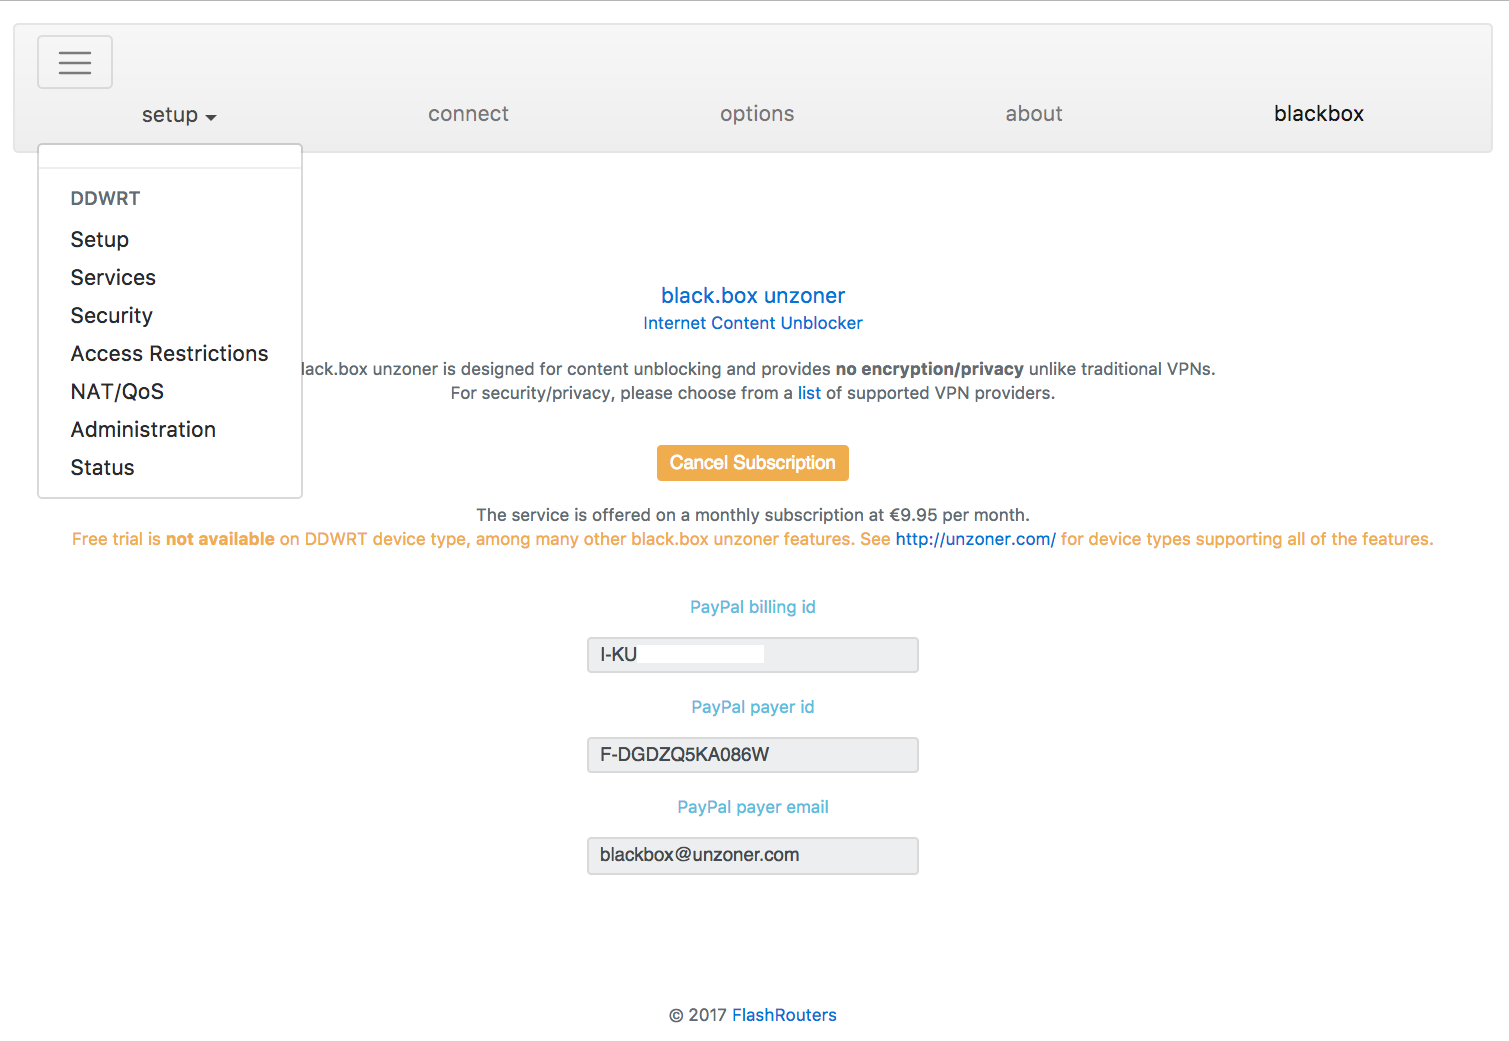 setup
connect
options
about
blackbox
DDWRT
Setup
Services
Security
Access Restrictions
NAT/QoS
Administration
Status
black.box unzoner
Internet Content Unblocker
lack.box unzoner is designed for content unblocking and provides no encryption/privacy unlike traditional VPNs.
For security/privacy, please choose from a list of supported VPN providers.
Cancel Subscription
The service is offered on a monthly subscription at €9.95 per month.
Free trial is not available on DDWRT device type, among many other black.box unzoner features. See http://unzoner.com/ for device types supporting all of the features.
PayPal billing id
I-KU
PayPal payer id
F-DGDZQ5KA086W
PayPal payer email
blackbox@unzoner.com
© 2017 FlashRouters